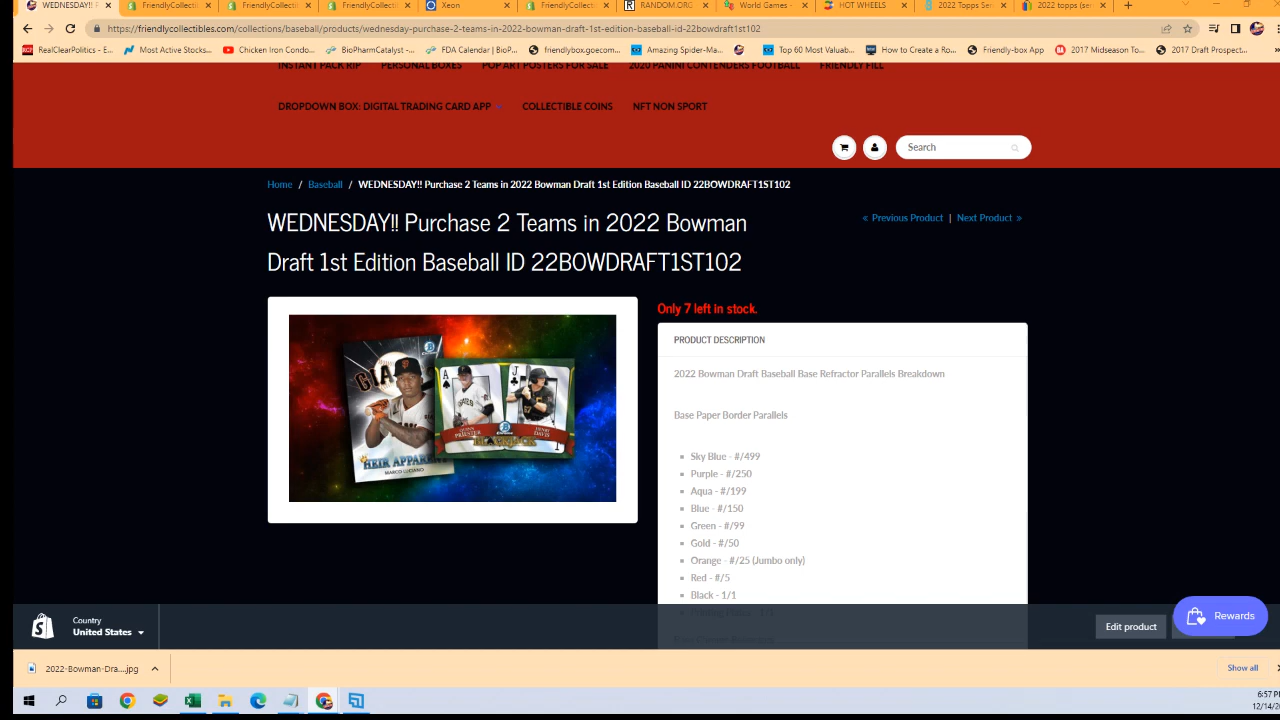 WEDNESDAY!! P
FriendlyCollectibl
FriendlyCollecti
FriendlyCollecti
Xeon
FriendlyCollecti
RANDOM.ORG
World Games -
HOT WHEELS
2022 Topps Ser
2022 topps (ser
https://friendlycollectibles.com/collections/baseball/products/wednesday-purchase-2-teams-in-2022-bowman-draft-1st-edition-baseball-id-22bowdraft1st102
RealClearPolitics - E...
Most Active Stocks...
Chicken Iron Condo...
BioPharmCatalyst -...
FDA Calendar | BioP...
friendlybox.goecom...
Amazing Spider-Ma...
Top 60 Most Valuab...
How to Create a Ro...
Friendly-box App
2017 Midseason To...
2017 Draft Prospect...
INSTANT PACK RIP
PERSONAL BOXES
POP ART POSTERS FOR SALE
2020 PANINI CONTENDERS FOOTBALL
FRIENDLY FILL
DROPDOWN BOX: DIGITAL TRADING CARD APP
COLLECTIBLE COINS
NFT NON SPORT
Search
Home / Baseball / WEDNESDAY!! Purchase 2 Teams in 2022 Bowman Draft 1st Edition Baseball ID 22BOWDRAFT1ST102
« Previous Product | Next Product »
WEDNESDAY!! Purchase 2 Teams in 2022 Bowman
Draft 1st Edition Baseball ID 22BOWDRAFT1ST102
GIANTS
HEIR APPARENT
MARCO LUCIANO
A
J
QUINN
PRIESTER
HENRY
DAVIS
Only 7 left in stock.
PRODUCT DESCRIPTION
2022 Bowman Draft Baseball Base Refractor Parallels Breakdown
Base Paper Border Parallels
Sky Blue - #/499
Purple - #/250
Aqua - #/199
Blue - #/150
Green - #/99
Gold - #/50
Orange - #/25 (Jumbo only)
Red - #/5
Black - 1/1
Country
United States
Edit product
Rewards
2022-Bowman-Dra....jpg
Show all
6:57 P
12/14/2